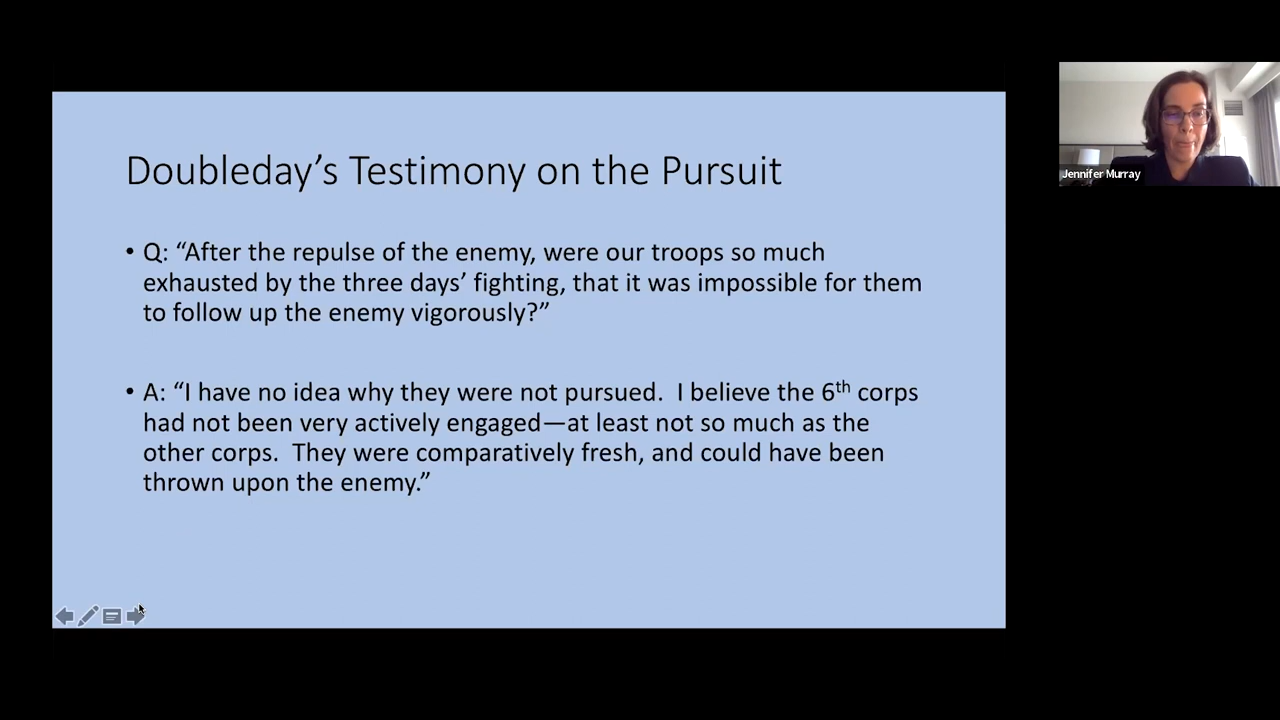 Doubleday’s Testimony on the Pursuit
• Q: “After the repulse of the enemy, were our troops so much
exhausted by the three days’ fighting, that it was impossible for them
to follow up the enemy vigorously?”
• A: “I have no idea why they were not pursued.  I believe the 6th corps
had not been very actively engaged—at least not so much as the
other corps.  They were comparatively fresh, and could have been
thrown upon the enemy.”
Jennifer Murray